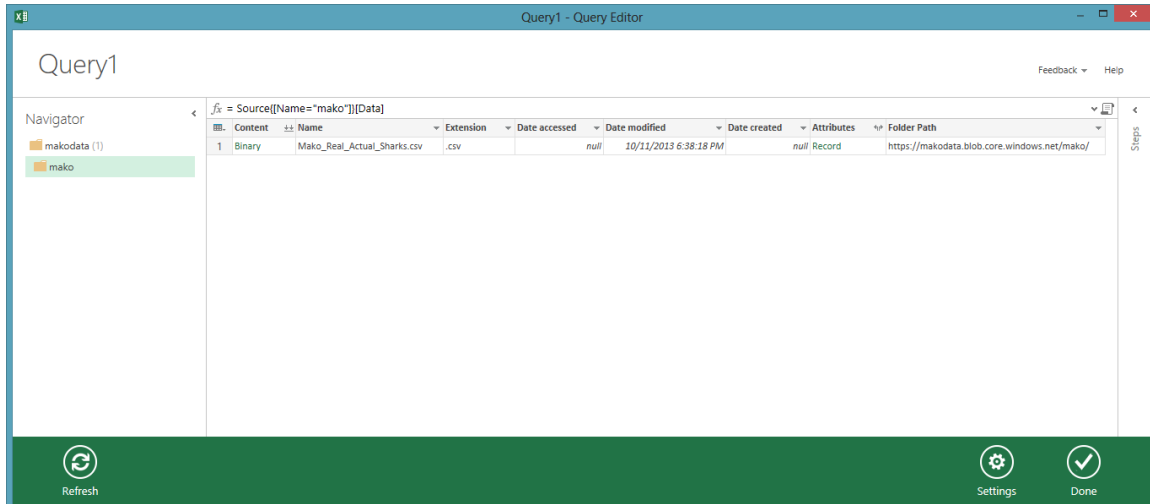 Query1 - Query Editor
Query1
Feedback Help
Navigator
makodata (1)
mako
fx = Source{[Name="mako"]}[Data]
Content Name Extension Date accessed Date modified Date created Attributes Folder Path
1 Binary Mako_Real_Actual_Sharks.csv .csv null 10/11/2013 6:38:18 PM null Record https://makodata.blob.core.windows.net/mako/
Steps
Refresh
Settings
Done